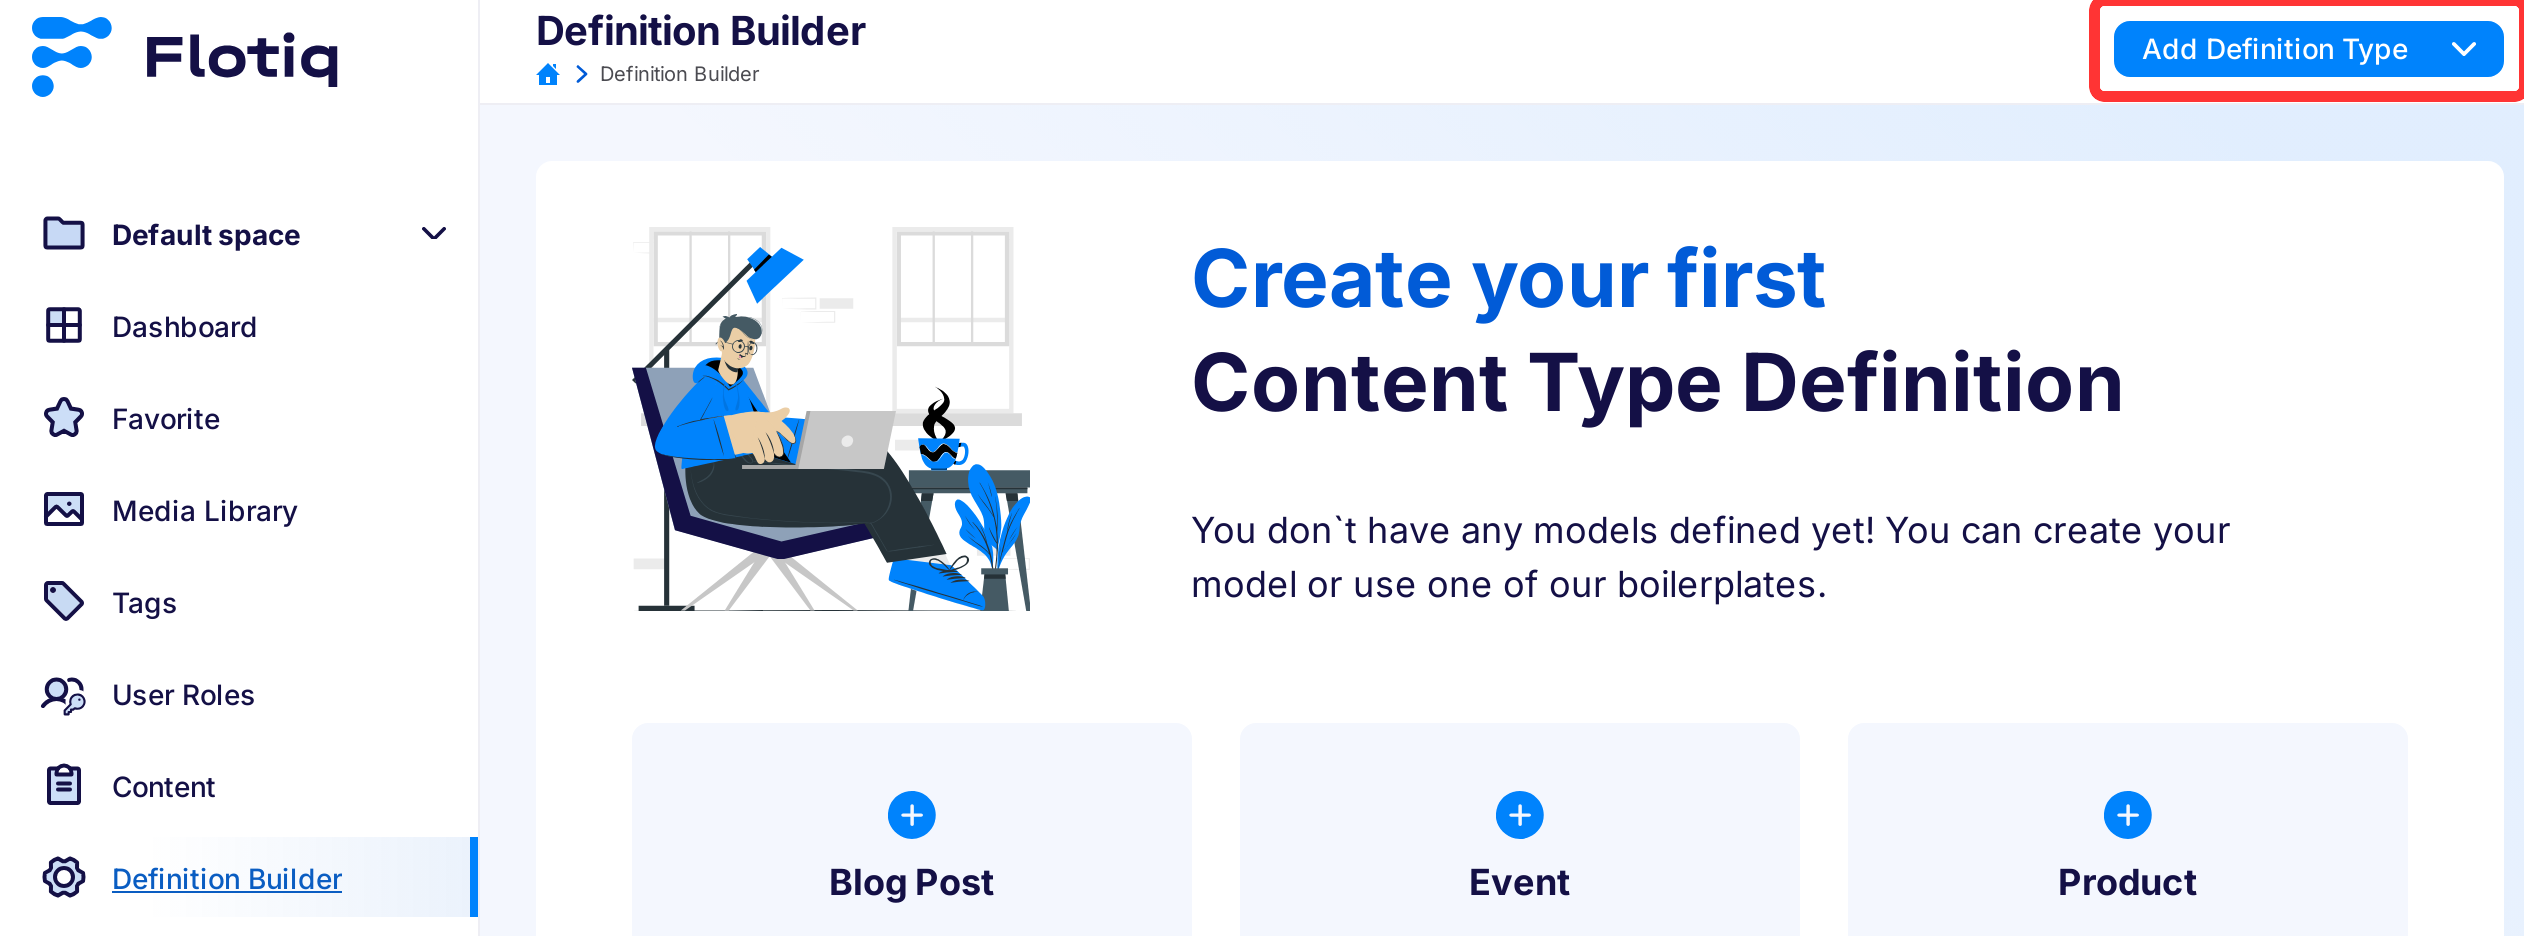 Flotiq
Default space
Dashboard
Favorite
Media Library
Tags
User Roles
Content
Definition Builder
Definition Builder
Definition Builder
Add Definition Type
Create your first
Content Type Definition
You don`t have any models defined yet! You can create your
model or use one of our boilerplates.
Blog Post
Event
Product